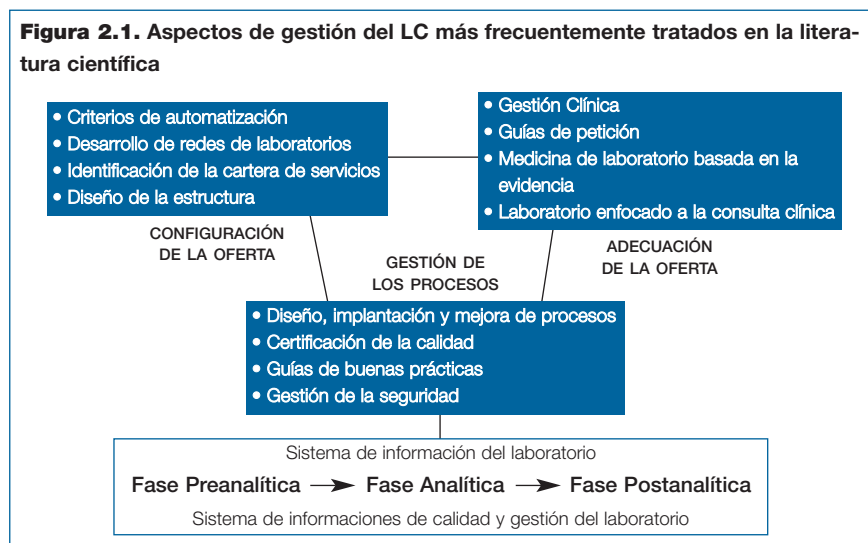 Figura 2.1. Aspectos de gestión del LC más frecuentemente tratados en la litera-
tura científica
• Criterios de automatización
• Desarrollo de redes de laboratorios
• Identificación de la cartera de servicios
• Diseño de la estructura
• Gestión Clínica
• Guías de petición
• Medicina de laboratorio basada en la
evidencia
• Laboratorio enfocado a la consulta clínica
CONFIGURACIÓN
DE LA OFERTA
GESTIÓN DE
LOS PROCESOS
ADECUACIÓN
DE LA OFERTA
• Diseño, implantación y mejora de procesos
• Certificación de la calidad
• Guías de buenas prácticas
• Gestión de la seguridad
Sistema de información del laboratorio
Fase Preanalítica → Fase Analítica → Fase Postanalítica
Sistema de informaciones de calidad y gestión del laboratorio